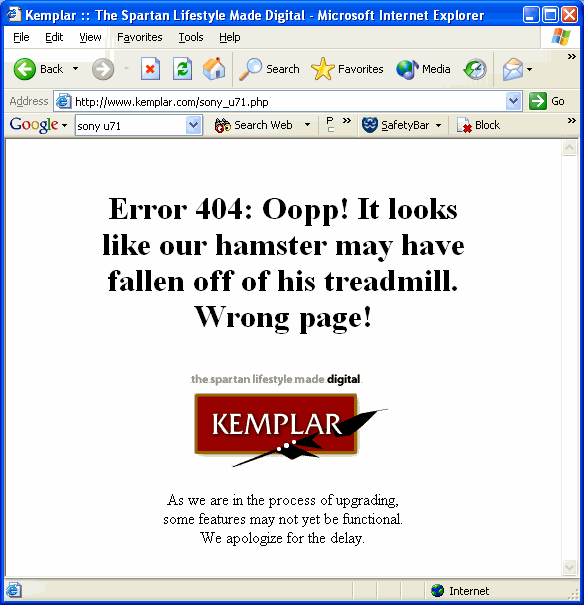 Kemplar :: The Spartan Lifestyle Made Digital - Microsoft Internet Explorer
File Edit View Favorites Tools Help
Back Search Favorites Media
Address http://www.kemplar.com/sony_u71.php Go
Google sony u71 Search Web P c SafetyBar Block
Error 404: Oopp! It looks
like our hamster may have
fallen off of his treadmill.
Wrong page!
the spartan lifestyle made digital
KEMPLAR
As we are in the process of upgrading,
some features may not yet be functional.
We apologize for the delay.
Internet